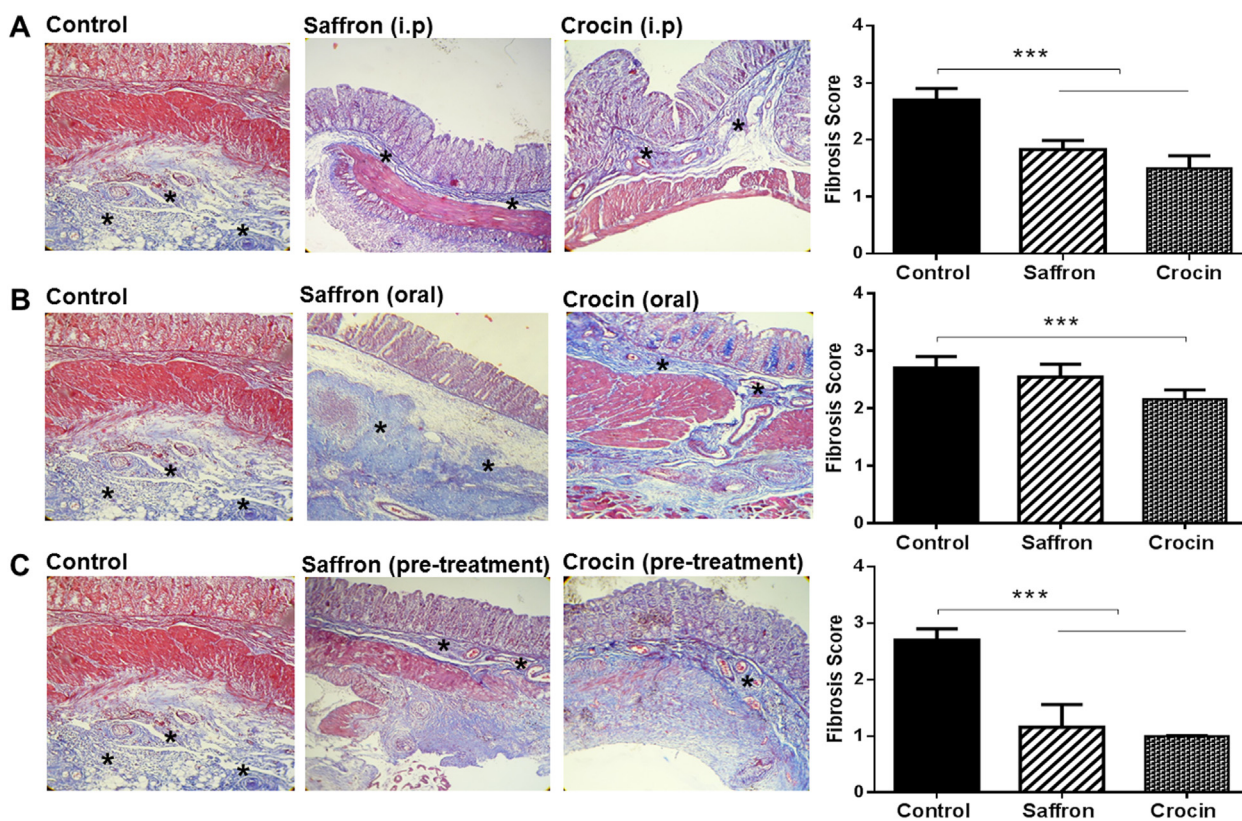 A
Control
Saffron (i.p)
Crocin (i.p)
Fibrosis Score
4
3
2
1
0
***
Control
Saffron
Crocin
B
Control
Saffron (oral)
Crocin (oral)
Fibrosis Score
4
3
2
1
0
***
Control
Saffron
Crocin
C
Control
Saffron (pre-treatment)
Crocin (pre-treatment)
Fibrosis Score
4
3
2
1
0
***
Control
Saffron
Crocin